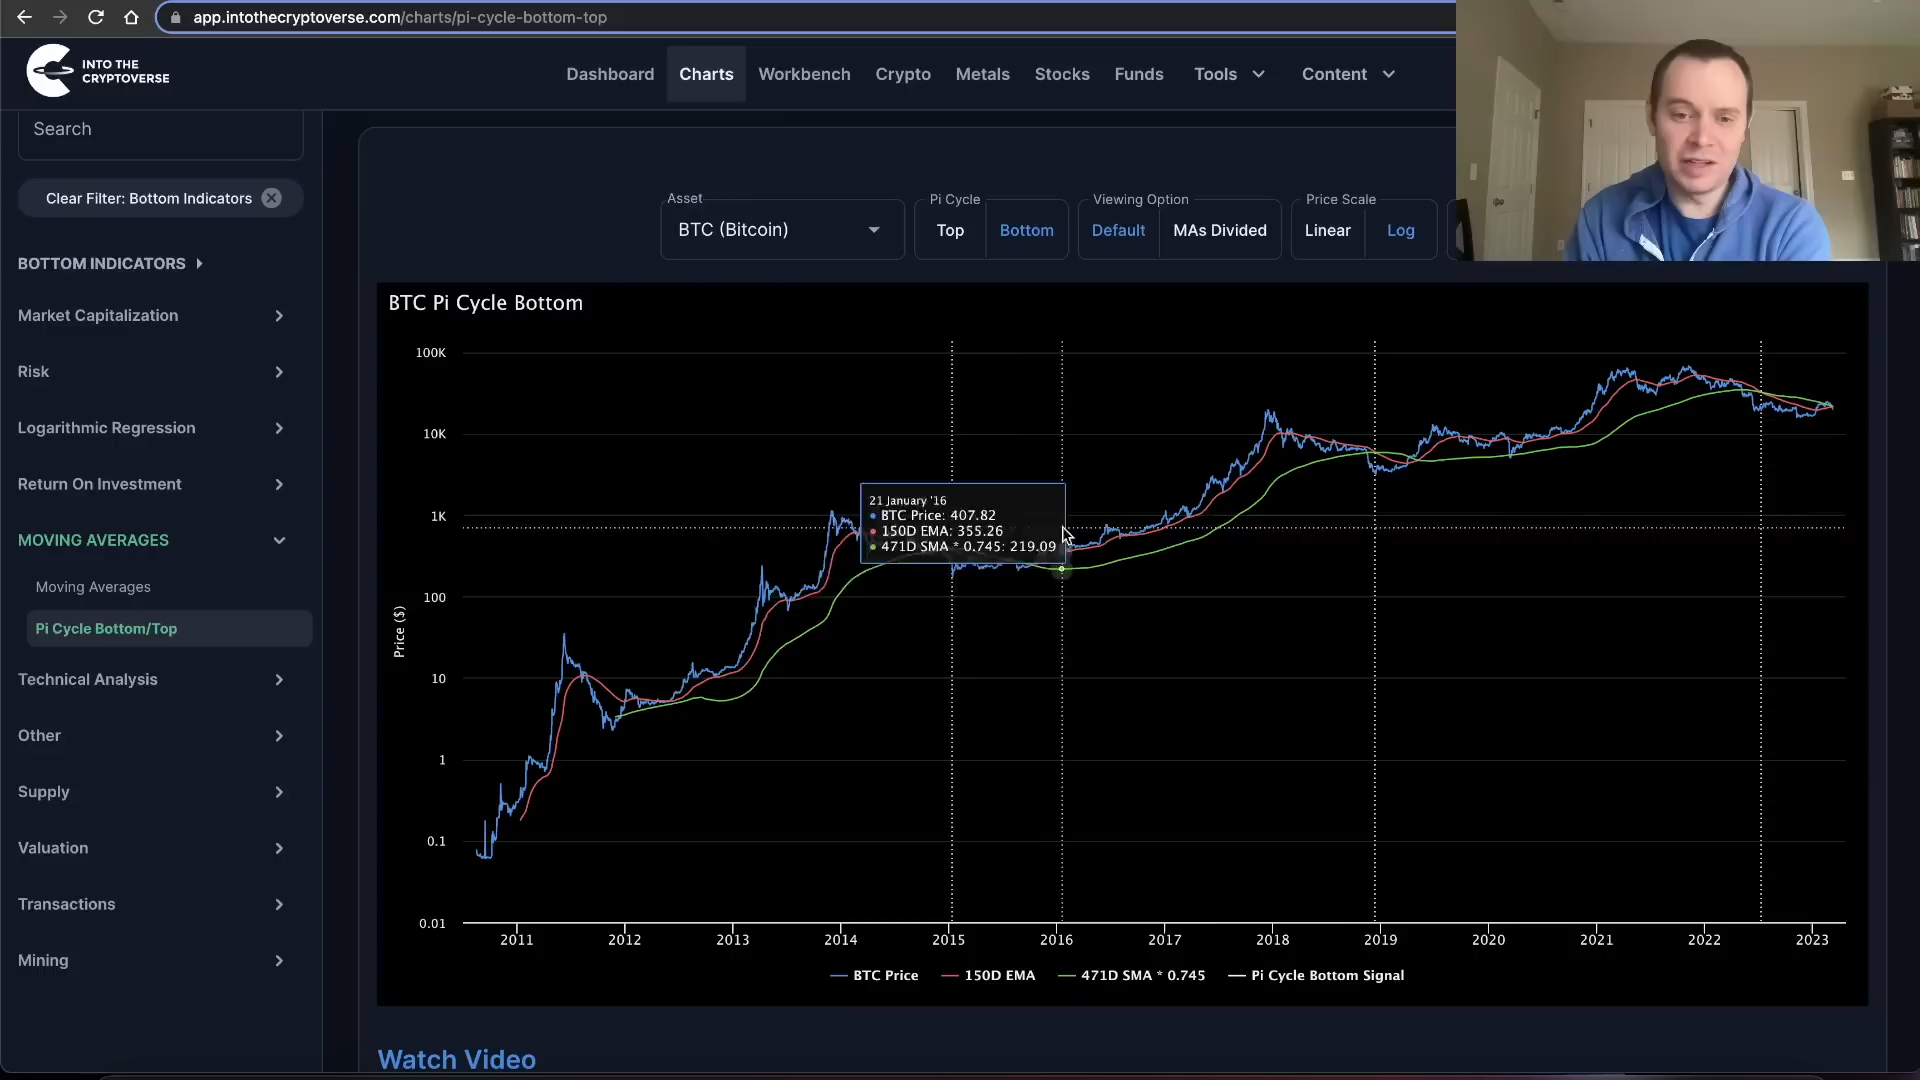 app.intothecryptoverse.com/charts/pi-cycle-bottom-top
INTO THE
CRYPTOVERSE
Dashboard
Charts
Workbench
Crypto
Metals
Stocks
Funds
Tools
Content
Search
Clear Filter: Bottom Indicators
BOTTOM INDICATORS
Market Capitalization
Risk
Logarithmic Regression
Return On Investment
MOVING AVERAGES
Moving Averages
Pi Cycle Bottom/Top
Technical Analysis
Other
Supply
Valuation
Transactions
Mining
Asset
BTC (Bitcoin)
Pi Cycle
Top
Bottom
Viewing Option
Default
MAs Divided
Price Scale
Linear
Log
BTC Pi Cycle Bottom
100K
10K
1K
100
10
1
0.1
0.01
Price ($)
21 January '16
BTC Price: 407.82
150D EMA: 355.26
471D SMA * 0.745: 219.09
2011
2012
2013
2014
2015
2016
2017
2018
2019
2020
2021
2022
2023
BTC Price
150D EMA
471D SMA * 0.745
Pi Cycle Bottom Signal
Watch Video